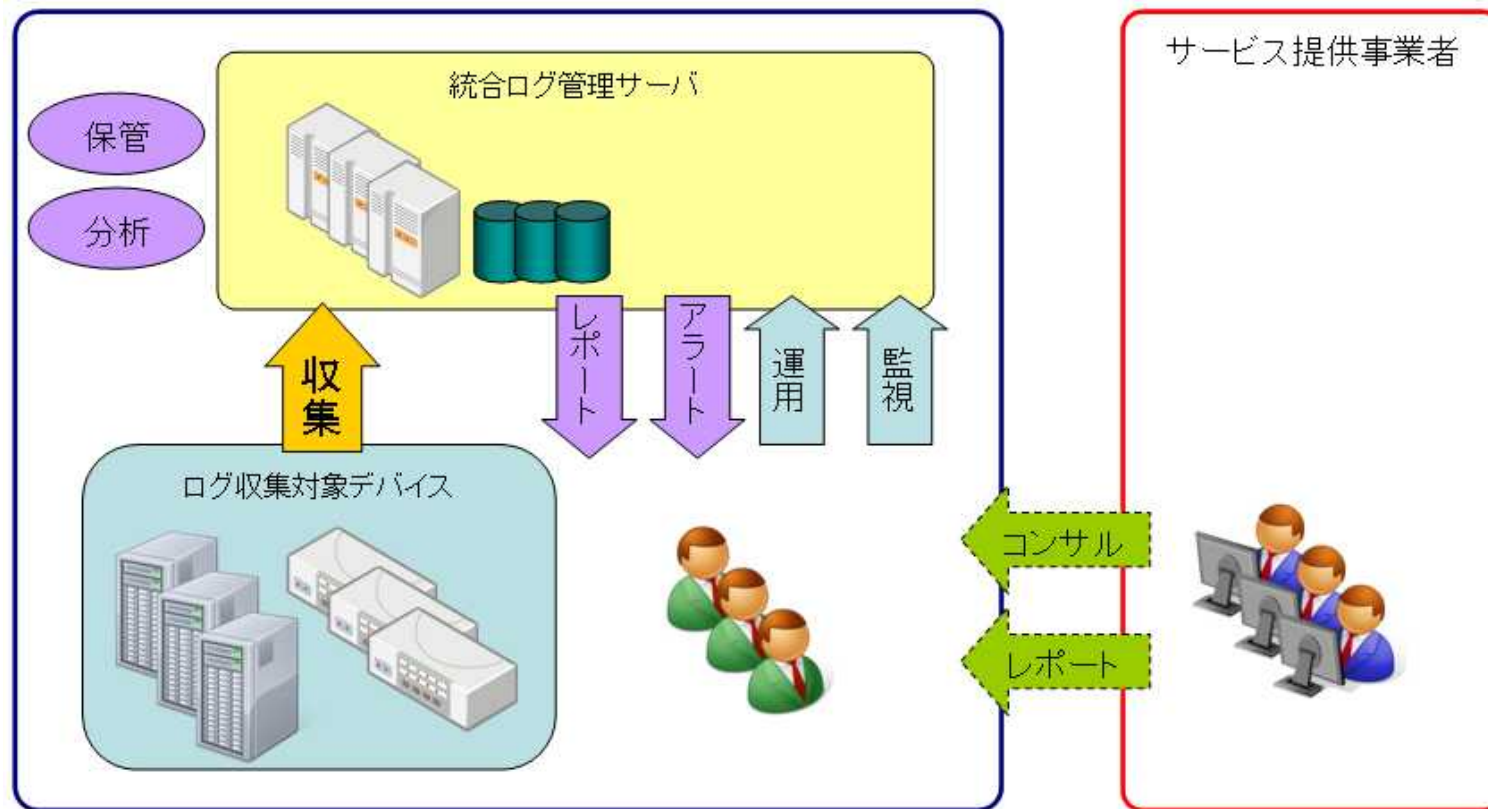 サービス提供事業者
統合ログ管理サーバ
保管
分析
レポート
アラート
運用
監視
収集
ログ収集対象デバイス
コンサル
レポート